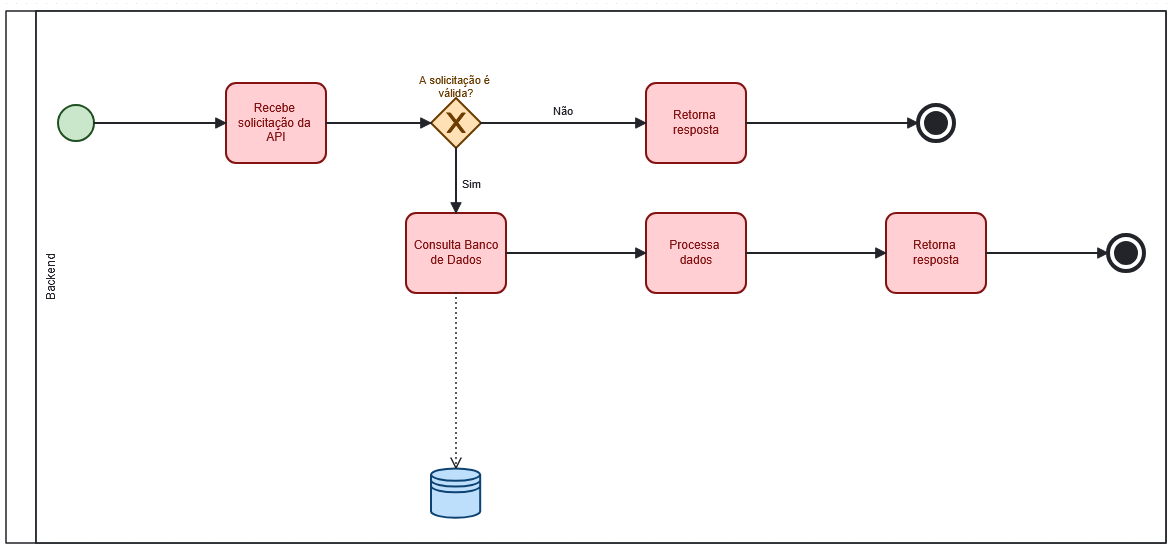 A solicitação é
válida?
Recebe
solicitação da
API
X
Não
Retorna
resposta
Sim
Backend
Consulta Banco
de Dados
Processa
dados
Retorna
resposta